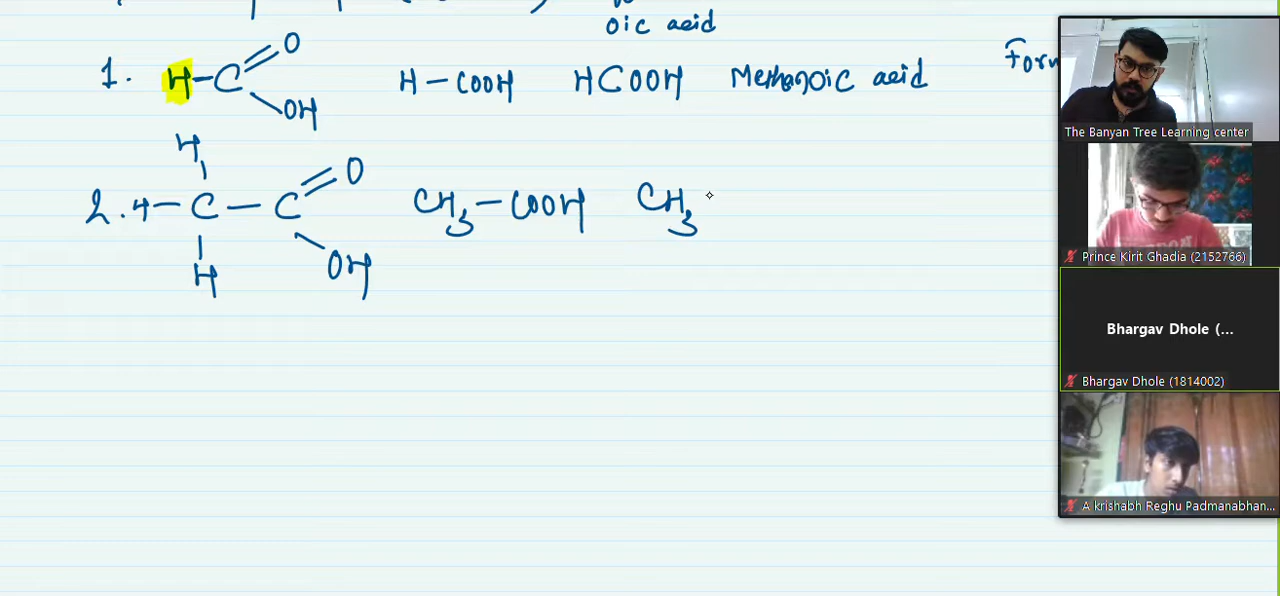 oic acid
1. H-C=O OH H-COOH HCOOH Methanoic acid Form
H
2. H-C-C=O OH CH3-COOH CH3
H
The Banyan Tree Learning center
Prince Kirit Ghadia (2152766)
Bhargav Dhole (...
Bhargav Dhole (1814002)
A krishabh Reghu Padmanabhan...